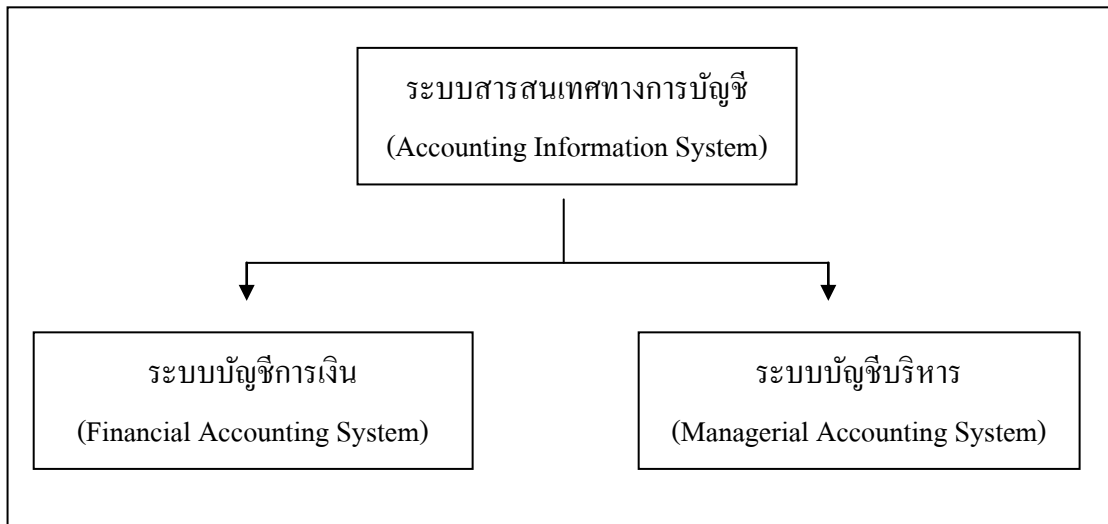 ระบบสารสนเทศทางการบัญชี
(Accounting Information System)
ระบบบัญชีการเงิน
(Financial Accounting System)
ระบบบัญชีบริหาร
(Managerial Accounting System)